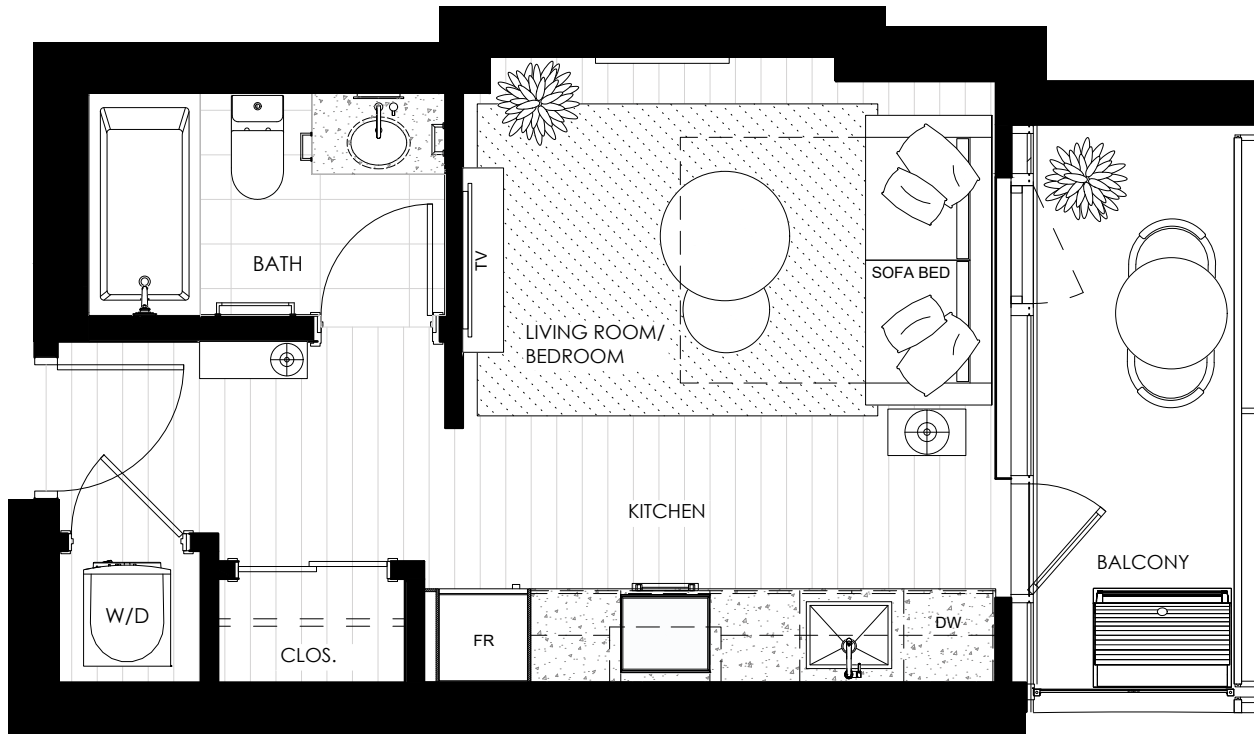 BATH
TV
SOFA BED
LIVING ROOM/
BEDROOM
KITCHEN
BALCONY
W/D
CLOS.
FR
DW